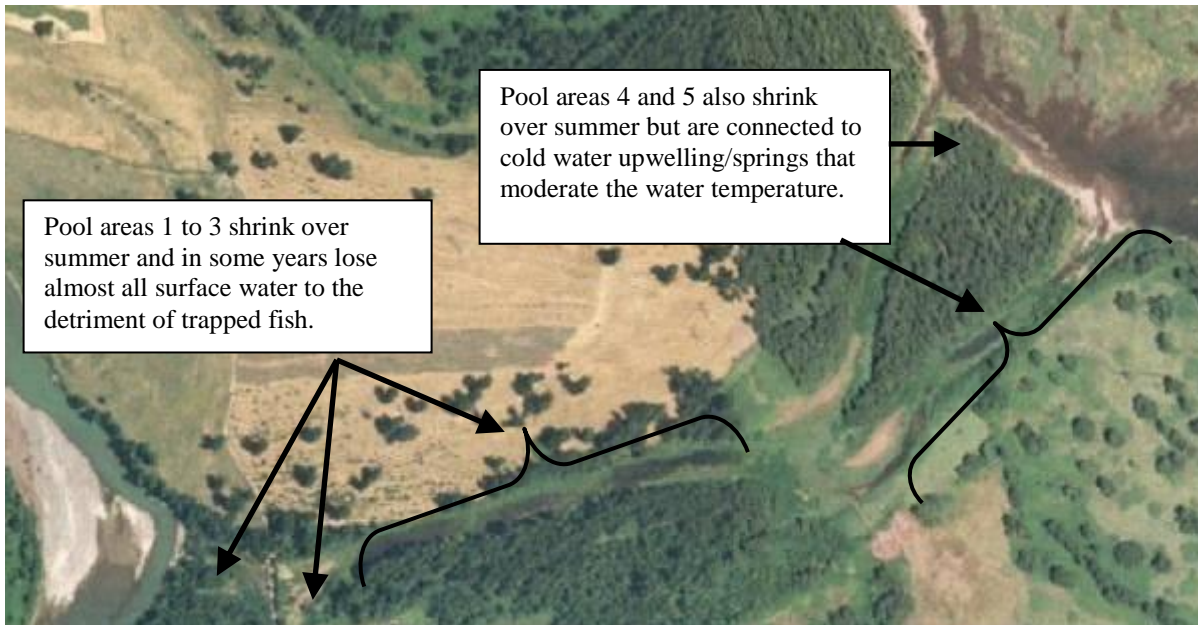 Pool areas 4 and 5 also shrink
over summer but are connected to
cold water upwelling/springs that
moderate the water temperature.
Pool areas 1 to 3 shrink over
summer and in some years lose
almost all surface water to the
detriment of trapped fish.